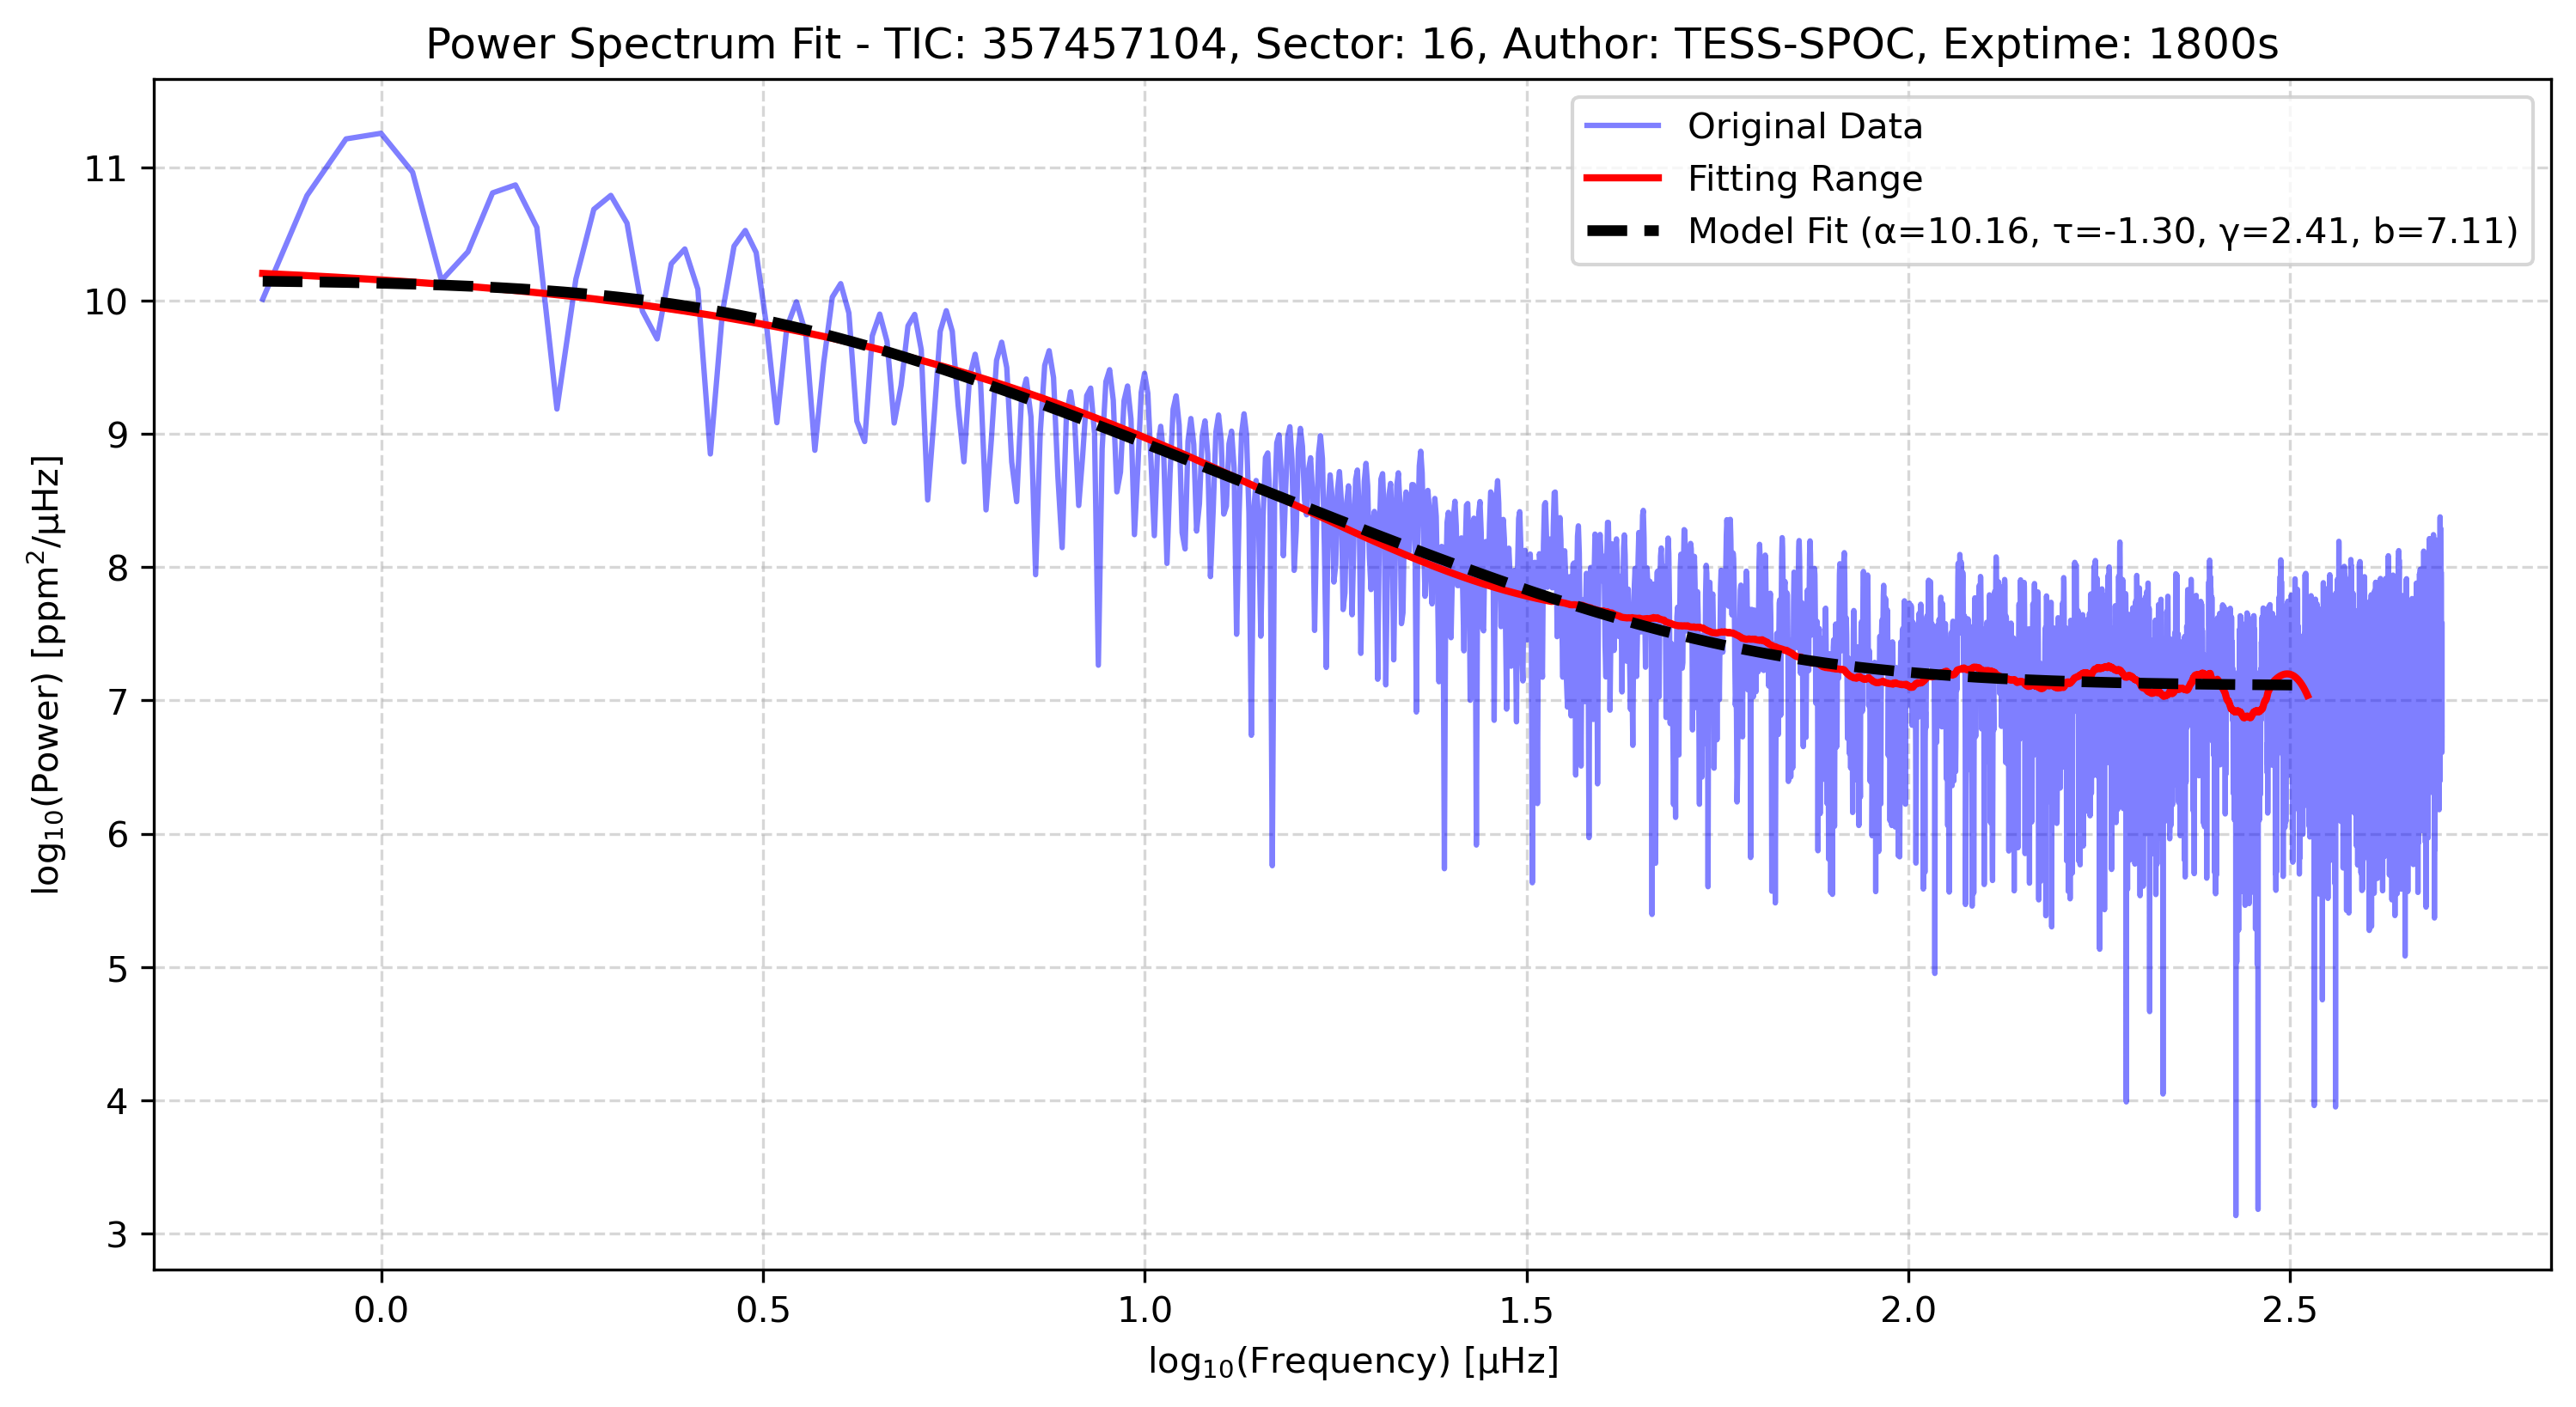 Power Spectrum Fit - TIC: 357457104, Sector: 16, Author: TESS-SPOC, Exptime: 1800s
Original Data
Fitting Range
Model Fit (α=10.16, τ=-1.30, γ=2.41, b=7.11)
log₁₀(Power) [ppm²/μHz]
11
10
9
8
7
6
5
4
3
0.0 0.5 1.0 1.5 2.0 2.5
log₁₀(Frequency) [μHz]